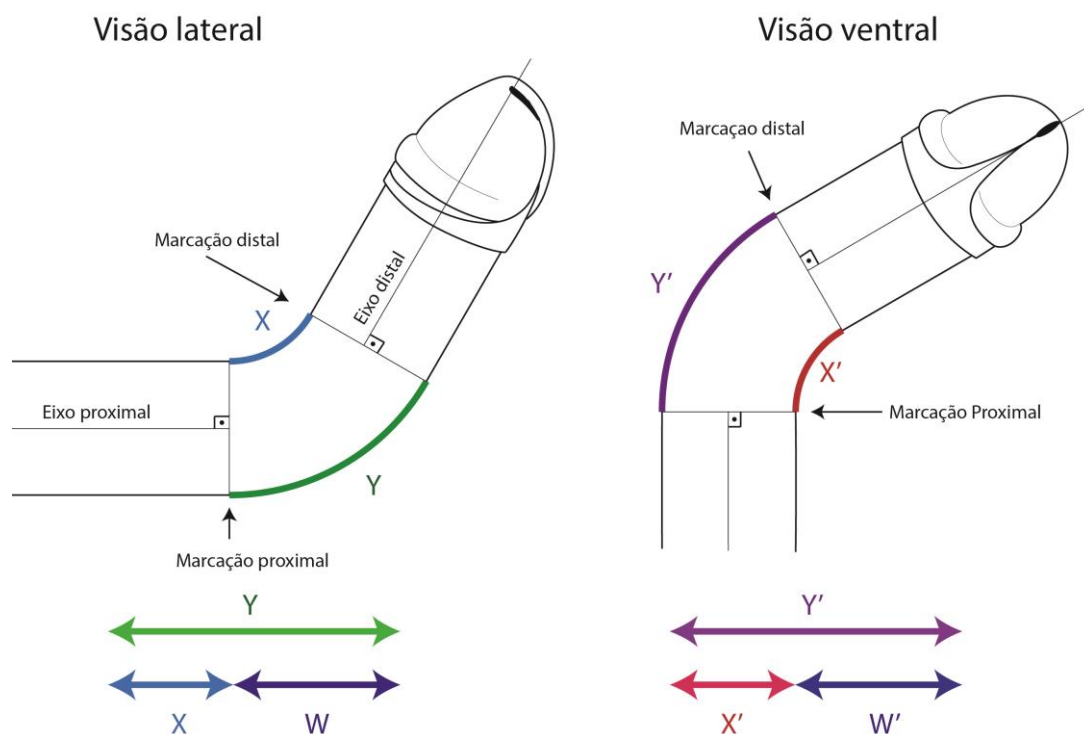 Visão lateral
Visão ventral
Marcaçao distal
Marcação distal
X
Eixo distal
Y'
X'
Eixo proximal
Marcação Proximal
Y
Marcação proximal
Y
Y'
X
W
X'
W'